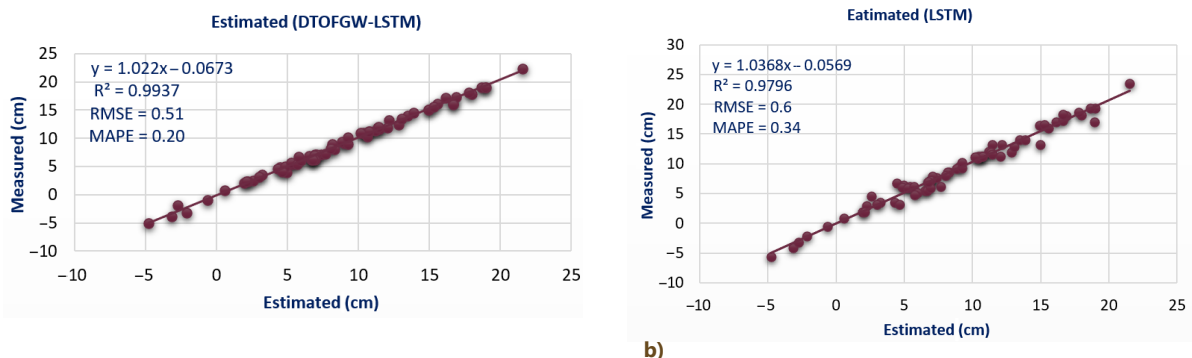 Estimated (DTOFGW-LSTM)
y = 1.022x – 0.0673
R² = 0.9937
RMSE = 0.51
MAPE = 0.20
Measured (cm)
25
20
15
10
5
0
−5
−10
−10 −5 0 5 10 15 20 25
Estimated (cm)
Eatimated (LSTM)
y = 1.0368x – 0.0569
R² = 0.9796
RMSE = 0.6
MAPE = 0.34
Measured (cm)
30
25
20
15
10
5
0
−5
−10
−10 −5 0 5 10 15 20 25
Estimated (cm)
b)